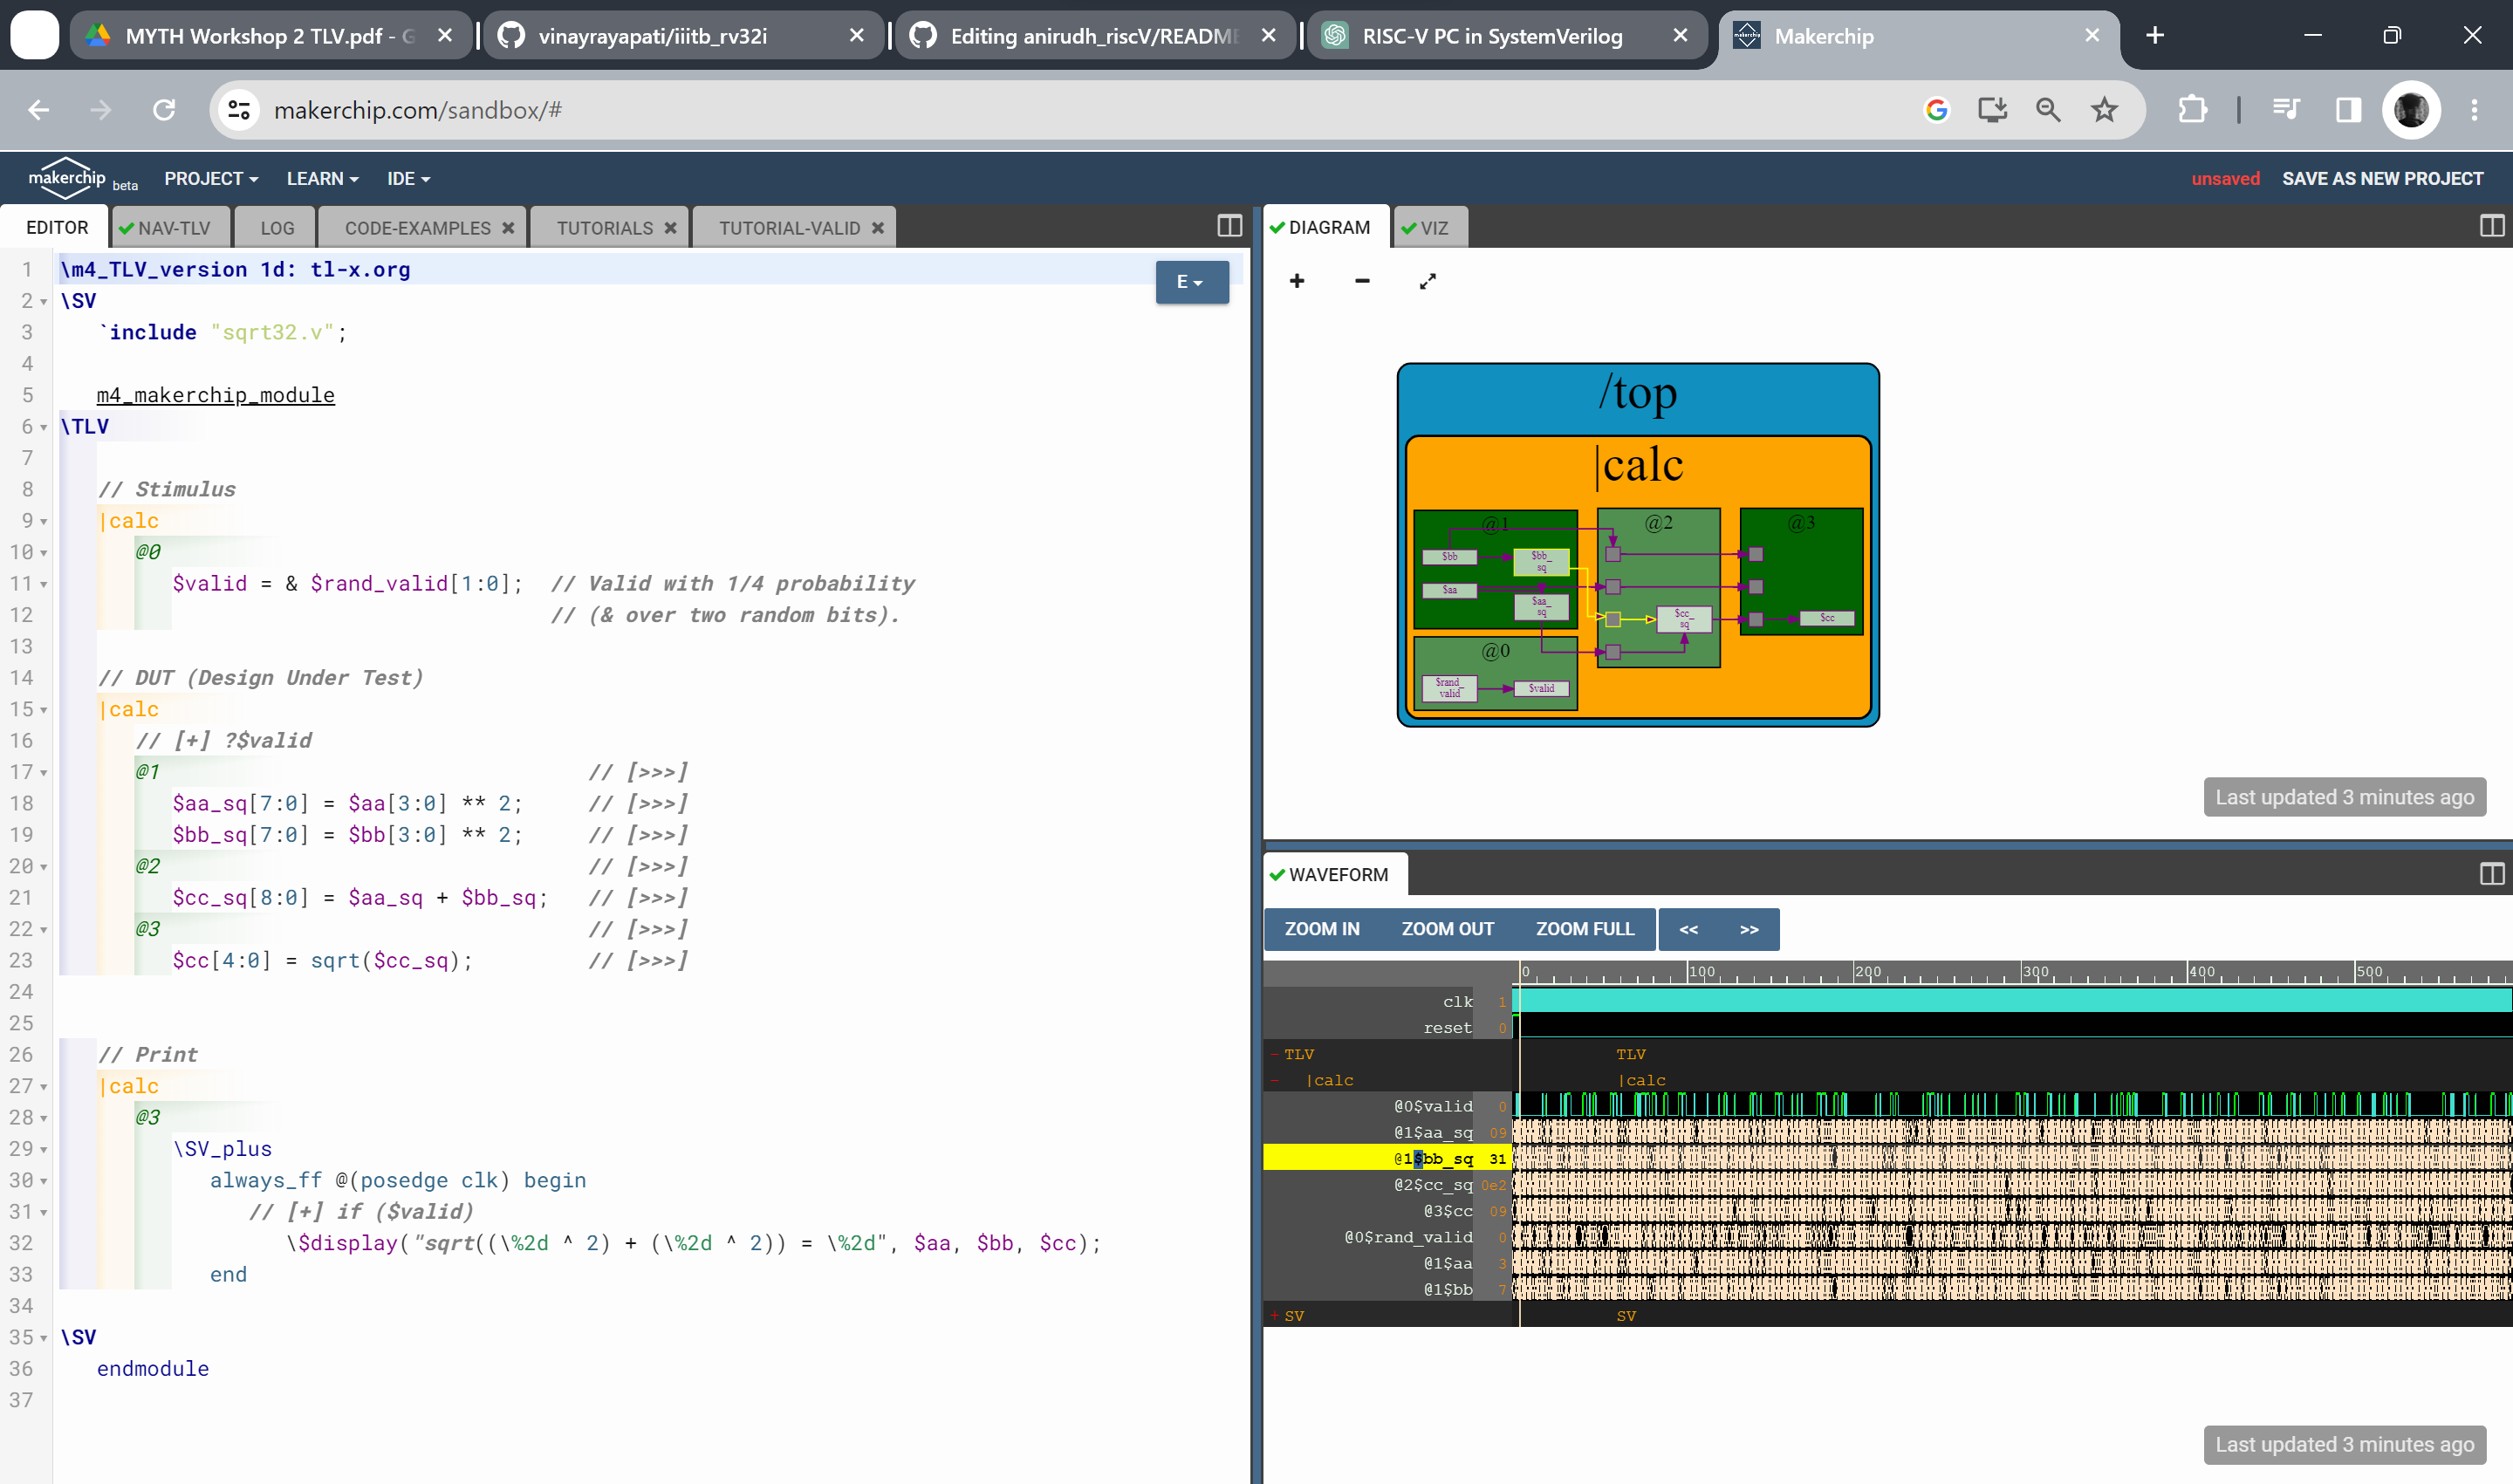 MYTH Workshop 2 TLV.pdf - G
vinayrayapati/iiitb_rv32i
Editing anirudh_riscV/README
RISC-V PC in SystemVerilog
Makerchip
makerchip.com/sandbox/#
makerchip beta
PROJECT
LEARN
IDE
unsaved
SAVE AS NEW PROJECT
EDITOR
NAV-TLV
LOG
CODE-EXAMPLES
TUTORIALS
TUTORIAL-VALID
E
1 \m4_TLV_version 1d: tl-x.org
2 \SV
3 `include "sqrt32.v";
4
5 m4_makerchip_module
6 \TLV
7
8 // Stimulus
9 |calc
10 @0
11 $valid = & $rand_valid[1:0]; // Valid with 1/4 probability
12 // (& over two random bits).
13
14 // DUT (Design Under Test)
15 |calc
16 // [+] ?$valid
17 @1 // [>>>]
18 $aa_sq[7:0] = $aa[3:0] ** 2; // [>>>]
19 $bb_sq[7:0] = $bb[3:0] ** 2; // [>>>]
20 @2 // [>>>]
21 $cc_sq[8:0] = $aa_sq + $bb_sq; // [>>>]
22 @3 // [>>>]
23 $cc[4:0] = sqrt($cc_sq); // [>>>]
24
25
26 // Print
27 |calc
28 @3
29 \SV_plus
30 always_ff @(posedge clk) begin
31 // [+] if ($valid)
32 \$display("sqrt((\%2d ^ 2) + (\%2d ^ 2)) = \%2d", $aa, $bb, $cc);
33 end
34
35 \SV
36 endmodule
37
DIAGRAM
VIZ
/top
|calc
@1
@2
@3
$bb
$bb_
sq
$aa
$aa_
sq
$cc_
sq
$cc
@0
$rand_
valid
$valid
Last updated 3 minutes ago
WAVEFORM
ZOOM IN
ZOOM OUT
ZOOM FULL
<<
>>
0 100 200 300 400 500
clk 1
reset 0
- TLV TLV
- |calc |calc
@0$valid 0
@1$aa_sq 09
@1$bb_sq 31
@2$cc_sq 0e2
@3$cc 09
@0$rand_valid 0
@1$aa 3
@1$bb 7
+ SV SV
Last updated 3 minutes ago